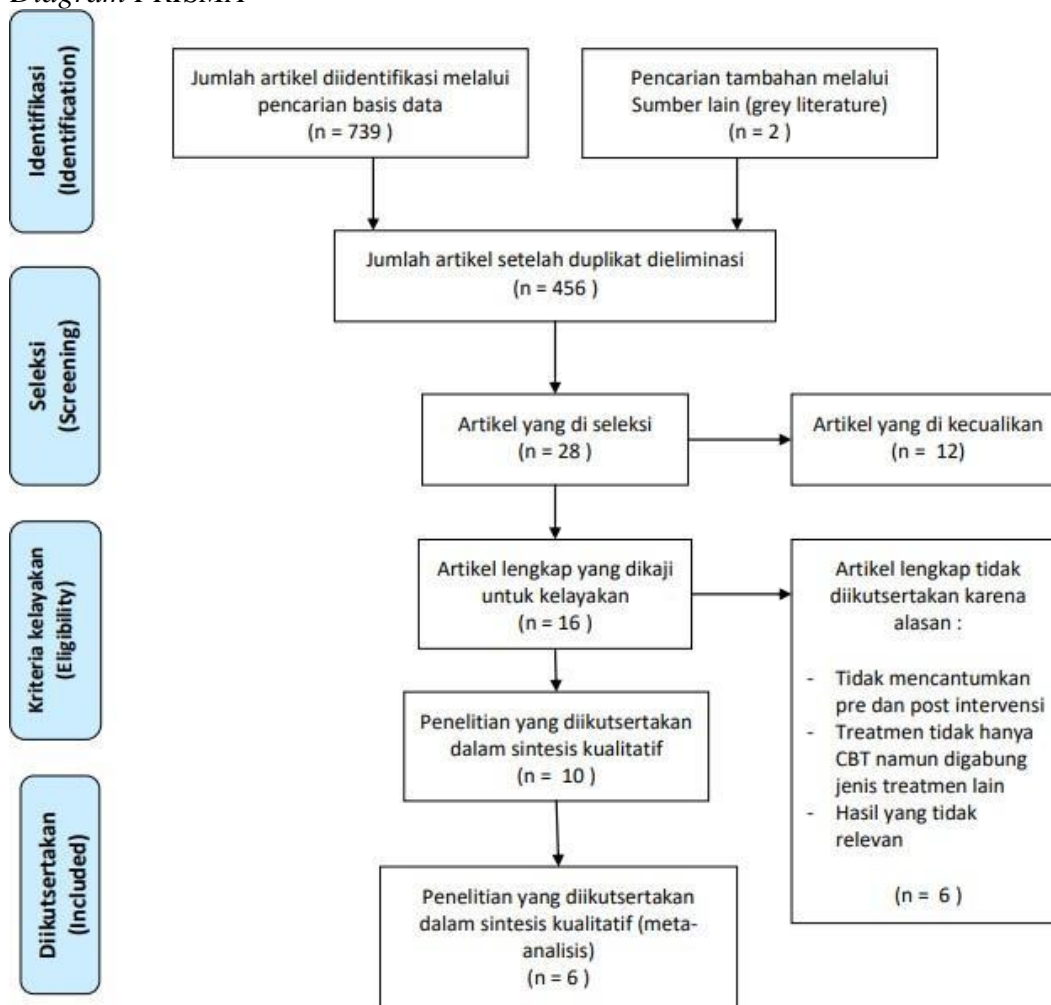 Diagram PRISMA
Identifikasi
(Identification)
Jumlah artikel diidentifikasi melalui
pencarian basis data
(n = 739 )
Pencarian tambahan melalui
Sumber lain (grey literature)
(n = 2 )
Jumlah artikel setelah duplikat dieliminasi
(n = 456 )
Seleksi
(Screening)
Artikel yang di seleksi
(n = 28 )
Artikel yang di kecualikan
(n = 12)
Kriteria kelayakan
(Eligibility)
Artikel lengkap yang dikaji
untuk kelayakan
(n = 16 )
Artikel lengkap tidak
diikutsertakan karena
alasan :
- Tidak mencantumkan
pre dan post intervensi
- Treatmen tidak hanya
CBT namun digabung
jenis treatmen lain
- Hasil yang tidak
relevan
(n = 6 )
Penelitian yang diikutsertakan
dalam sintesis kualitatif
(n = 10 )
Diikutsertakan
(Included)
Penelitian yang diikutsertakan
dalam sintesis kualitatif (meta-
analisis)
(n = 6 )